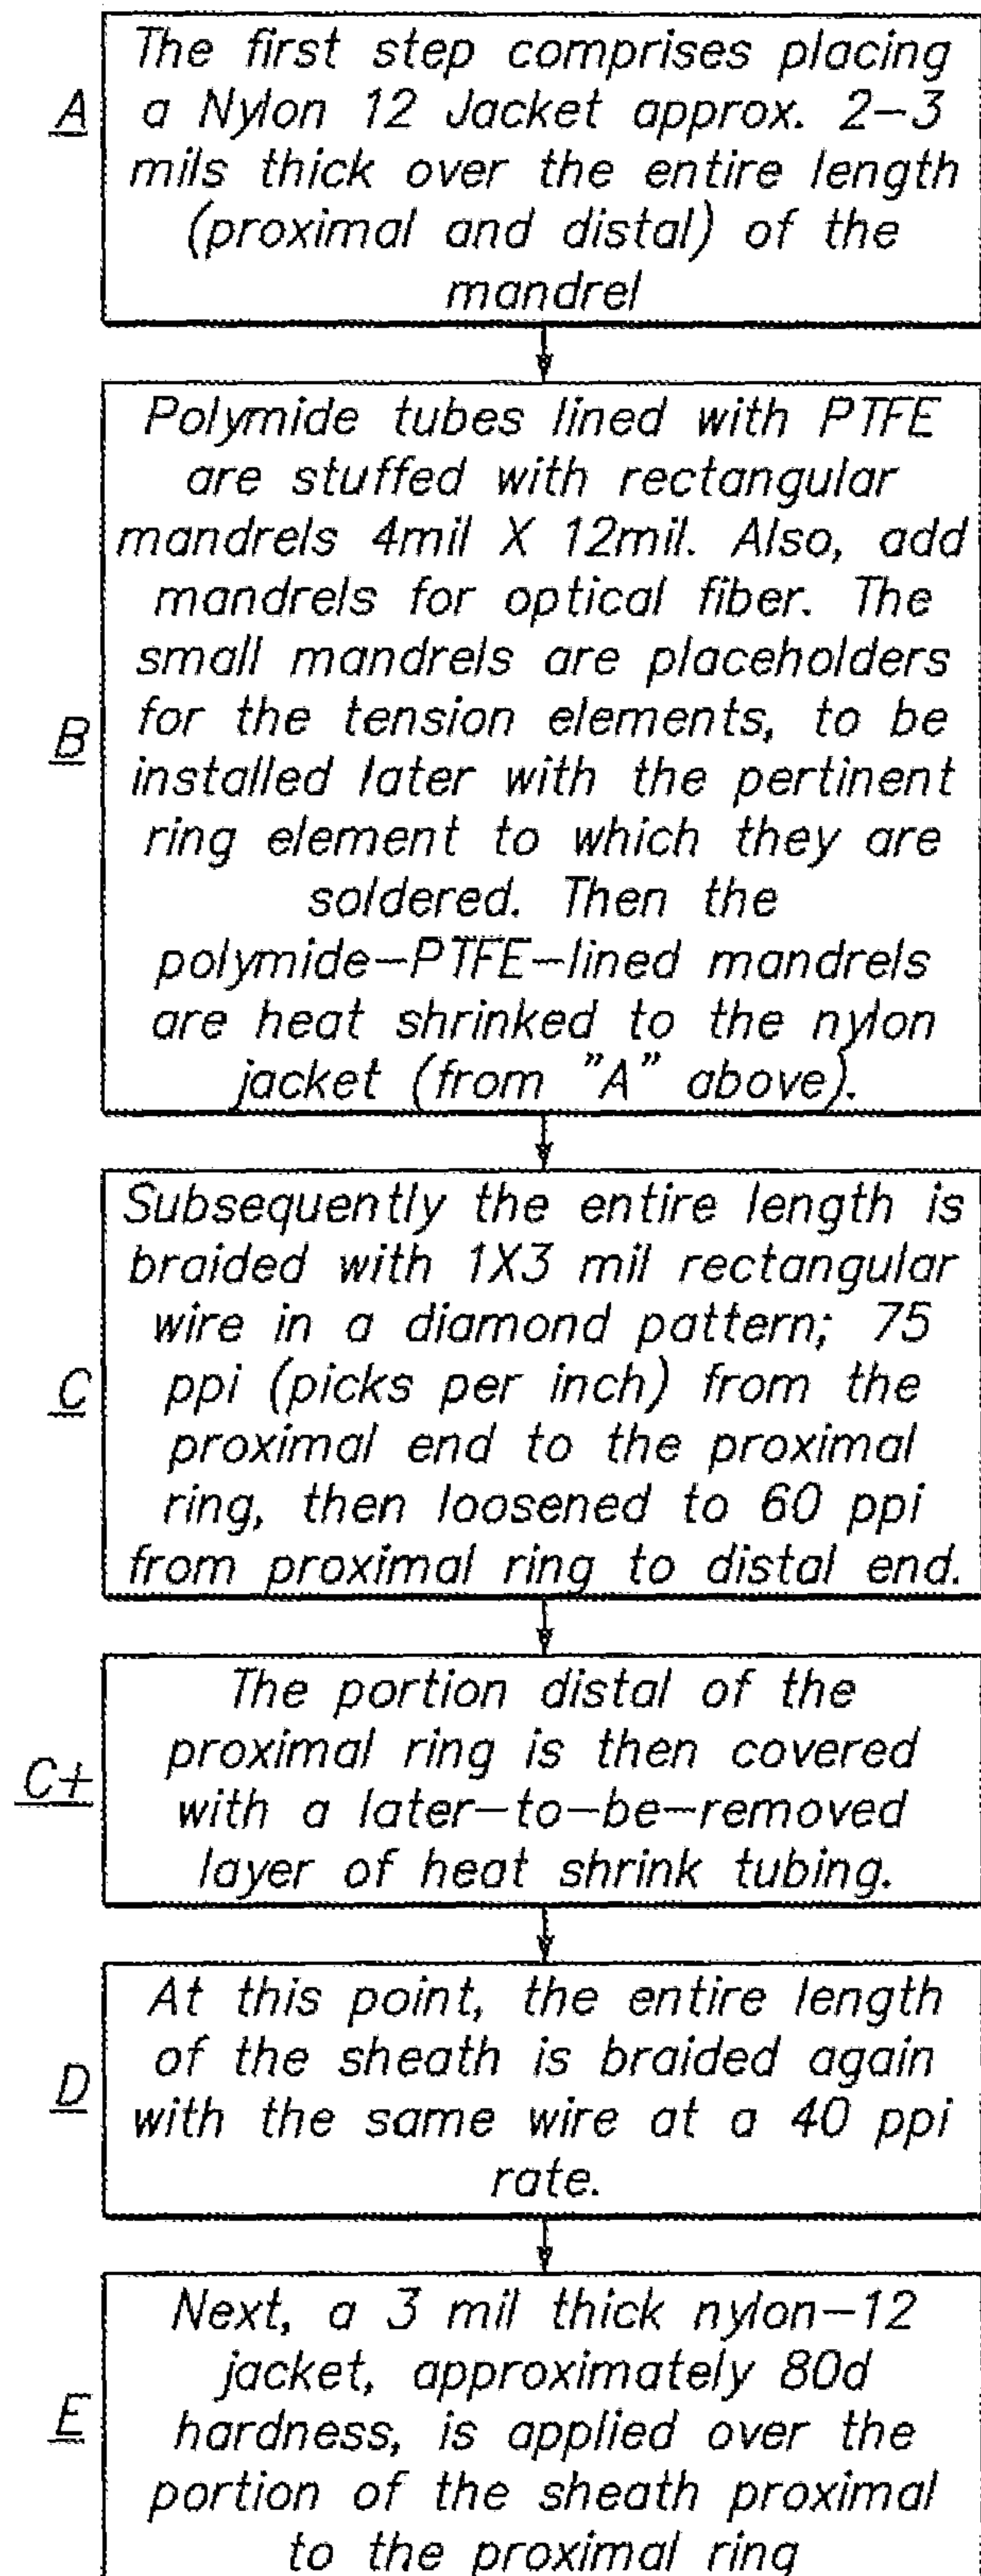 The first step comprises placing
A
a Nylon 12 Jacket approx. 2-3
mils thick over the entire length
(proximal and distal) of the
mandrel
Polymide tubes lined with PTFE
are stuffed with rectangular
mandrels 4mil X 12mil. Also, add
mandrels for optical fiber. The
small mandrels are placeholders
for the tension elements, to be
B
installed later with the pertinent
ring element to which they are
soldered. Then the
polymide-PTFE-lined mandrels
are heat shrinked to the nylon
jacket (from "A" above).
Subsequently the entire length is
braided with 1X3 mil rectangular
wire in a diamond pattern; 75
C
ppi (picks per inch) from the
proximal end to the proximal
ring, then loosened to 60 ppi
from proximal ring to distal end.
The portion distal of the
proximal ring is then covered
C+
with a later-to-be-removed
layer of heat shrink tubing.
At this point, the entire length
of the sheath is braided again
D
with the same wire at a 40 ppi
rate.
Next, a 3 mil thick nylon-12
jacket, approximately 80d
E
hardness, is applied over the
portion of the sheath proximal
to the proximal ring